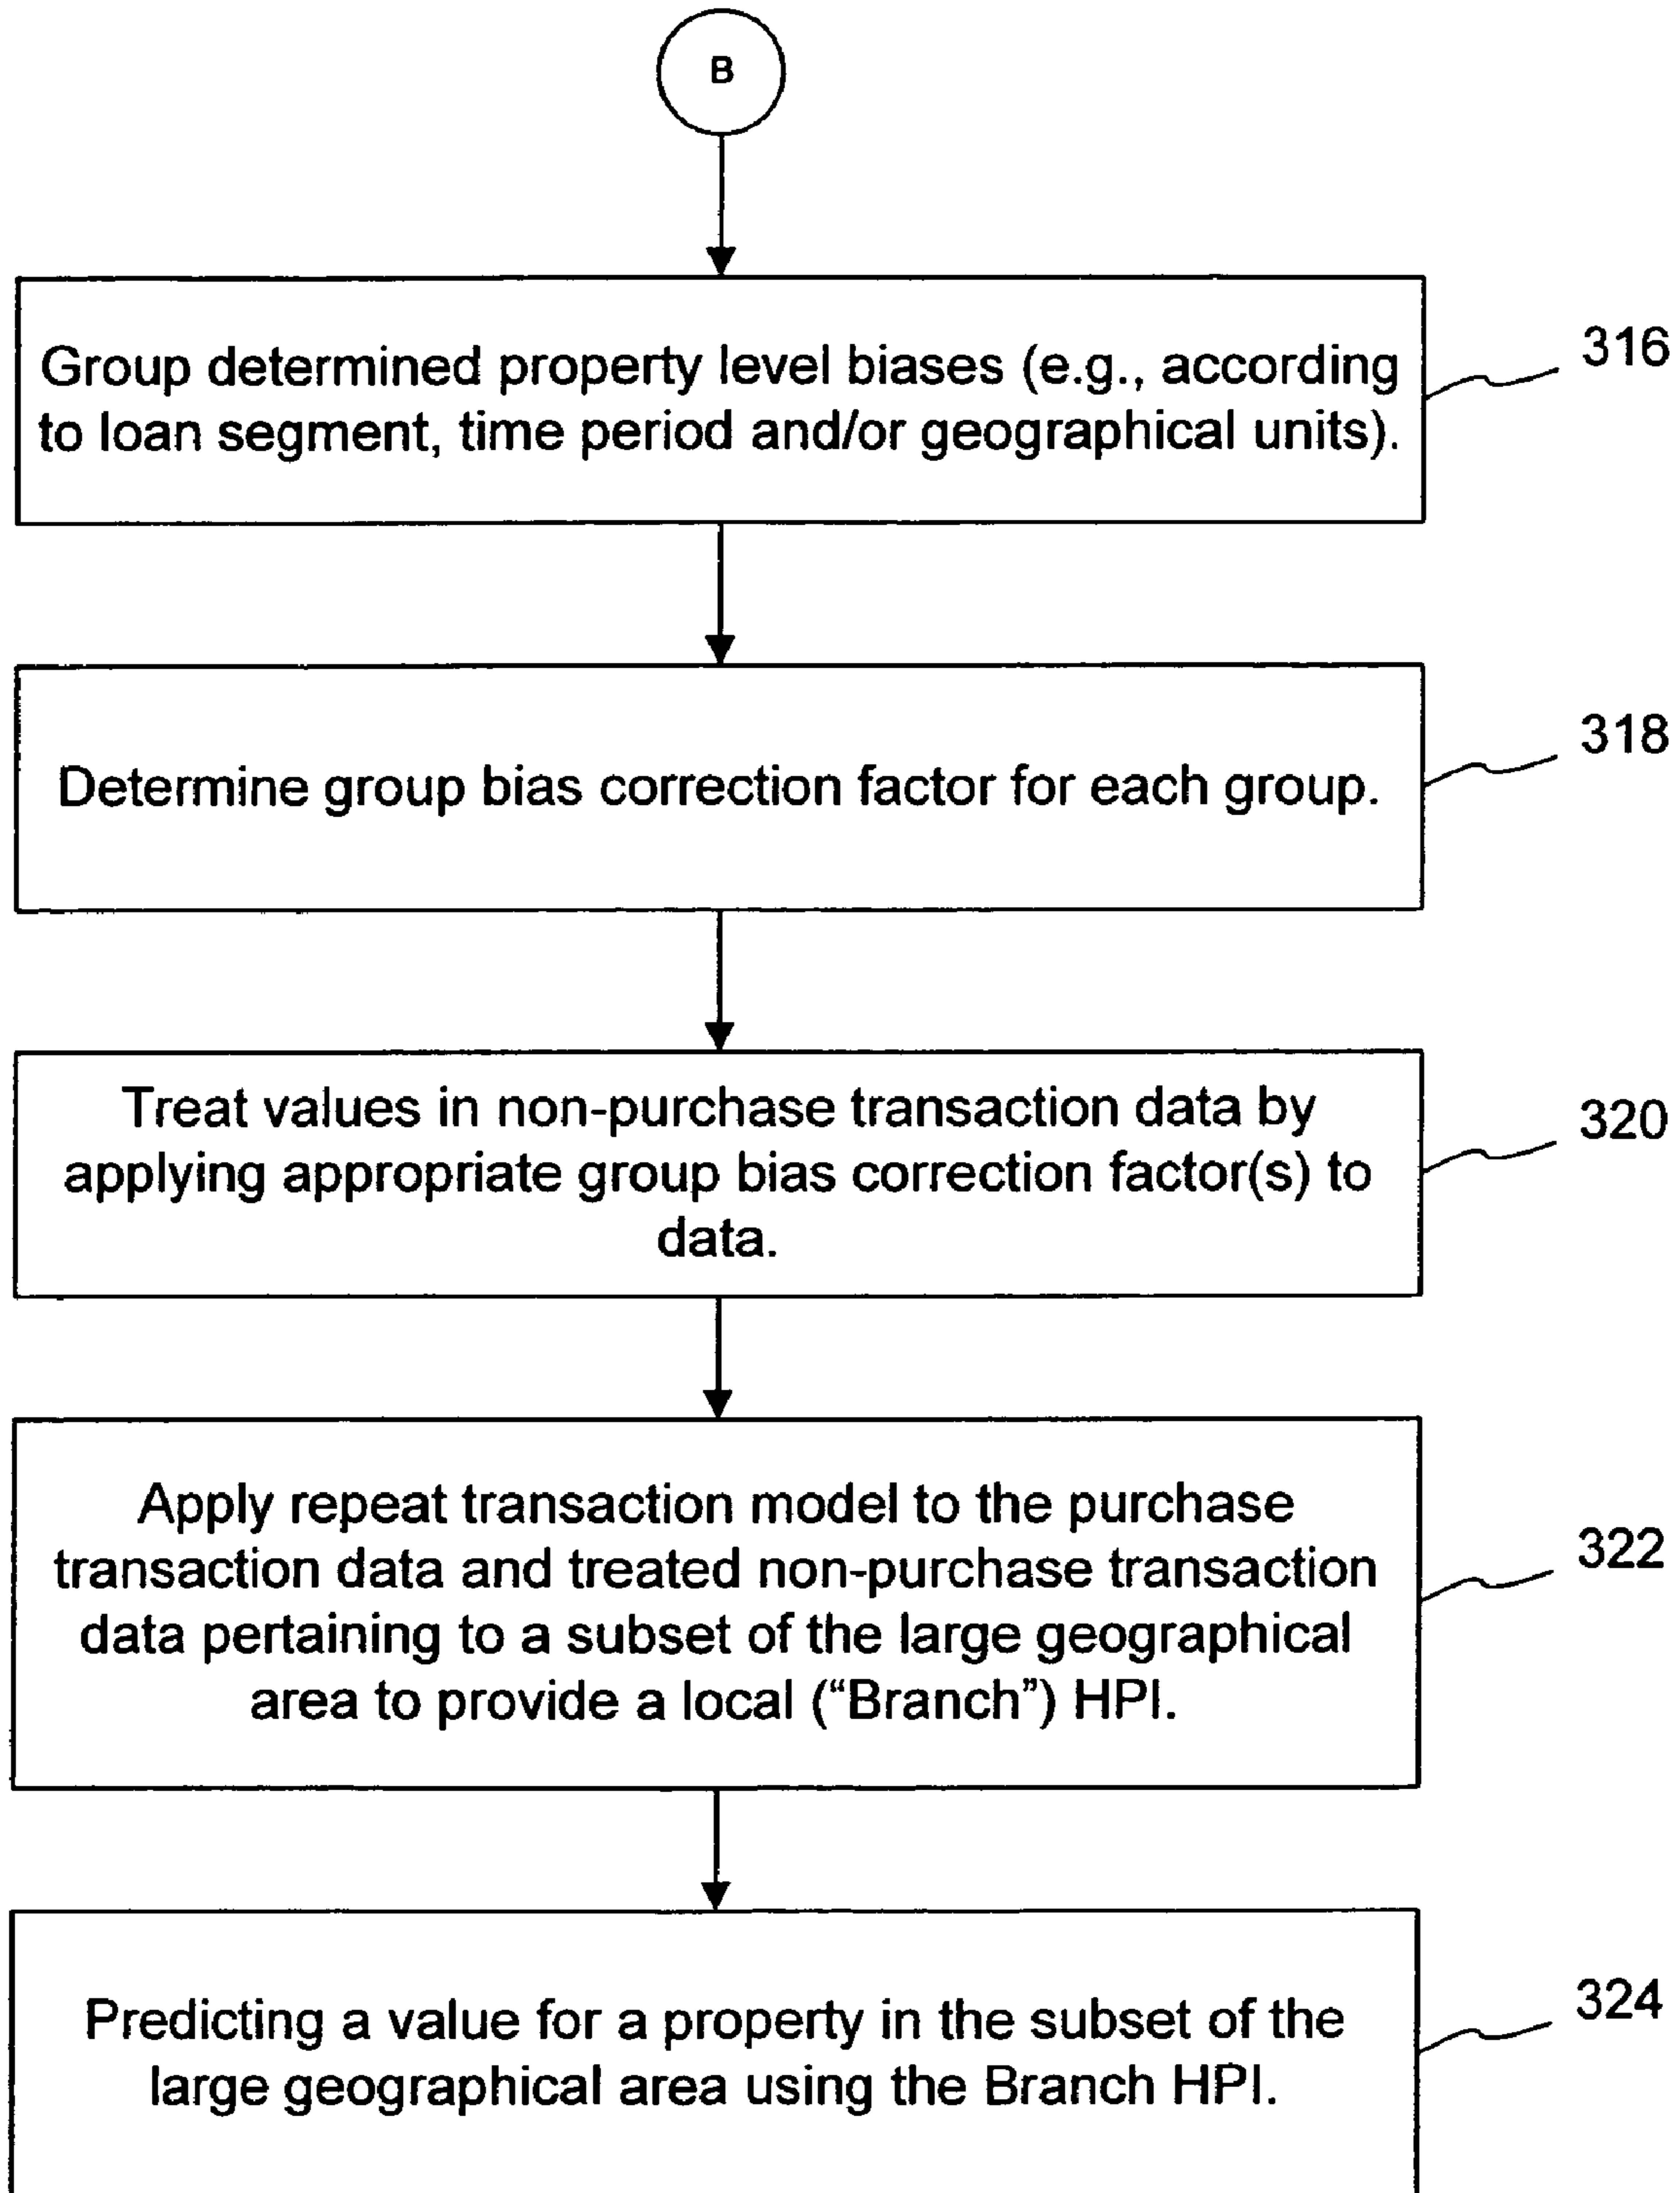 B
Group determined property level biases (e.g., according
to loan segment, time period and/or geographical units).
316
Determine group bias correction factor for each group.
318
Treat values in non-purchase transaction data by
applying appropriate group bias correction factor(s) to
data.
320
Apply repeat transaction model to the purchase
transaction data and treated non-purchase transaction
data pertaining to a subset of the large geographical
area to provide a local (“Branch”) HPI.
322
Predicting a value for a property in the subset of the
large geographical area using the Branch HPI.
324